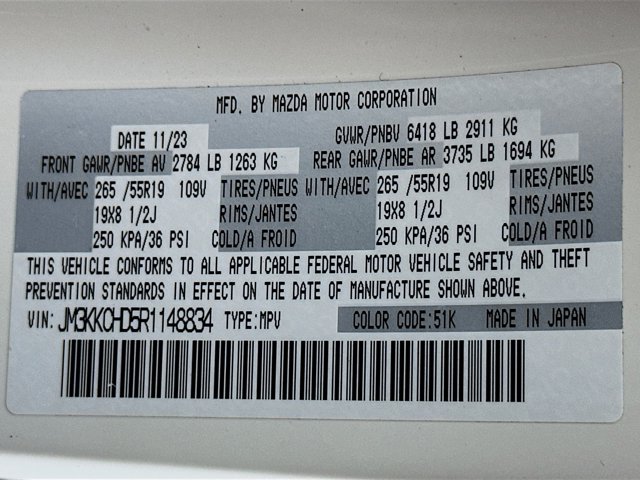 MFD. BY MAZDA MOTOR CORPORATION
DATE 11/23 GVWR/PNBV 6418 LB 2911 KG
FRONT GAWR/PNBE AV 2784 LB 1263 KG REAR GAWR/PNBE AR 3735 LB 1694 KG
WITH/AVEC 265 /55R19 109V TIRES/PNEUS WITH/AVEC 265 /55R19 109V TIRES/PNEUS
19X8 1/2J RIMS/JANTES 19X8 1/2J RIMS/JANTES
250 KPA/36 PSI COLD/A FROID 250 KPA/36 PSI COLD/A FROID
THIS VEHICLE CONFORMS TO ALL APPLICABLE FEDERAL MOTOR VEHICLE SAFETY AND THEFT
PREVENTION STANDARDS IN EFFECT ON THE DATE OF MANUFACTURE SHOWN ABOVE.
VIN: JM3KKCHD5R1148834 TYPE:MPV COLOR CODE:51K MADE IN JAPAN